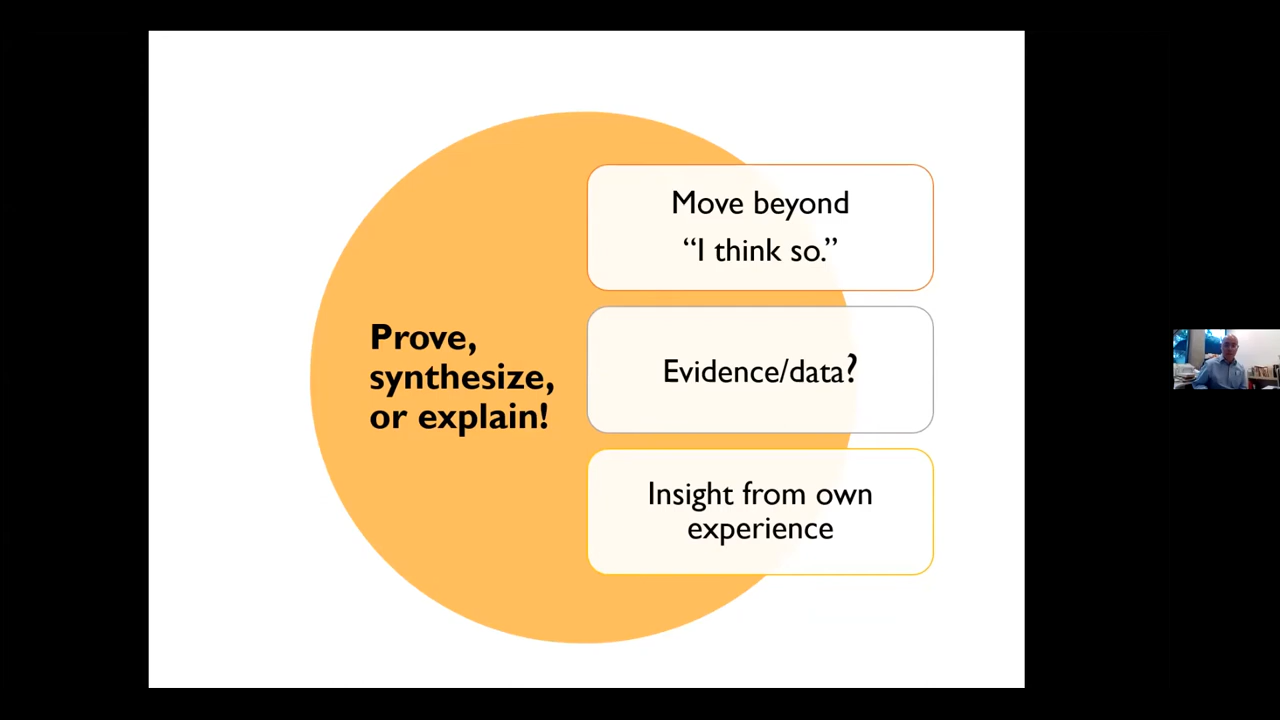 Prove,
synthesize,
or explain!
Move beyond
“I think so.”
Evidence/data?
Insight from own
experience